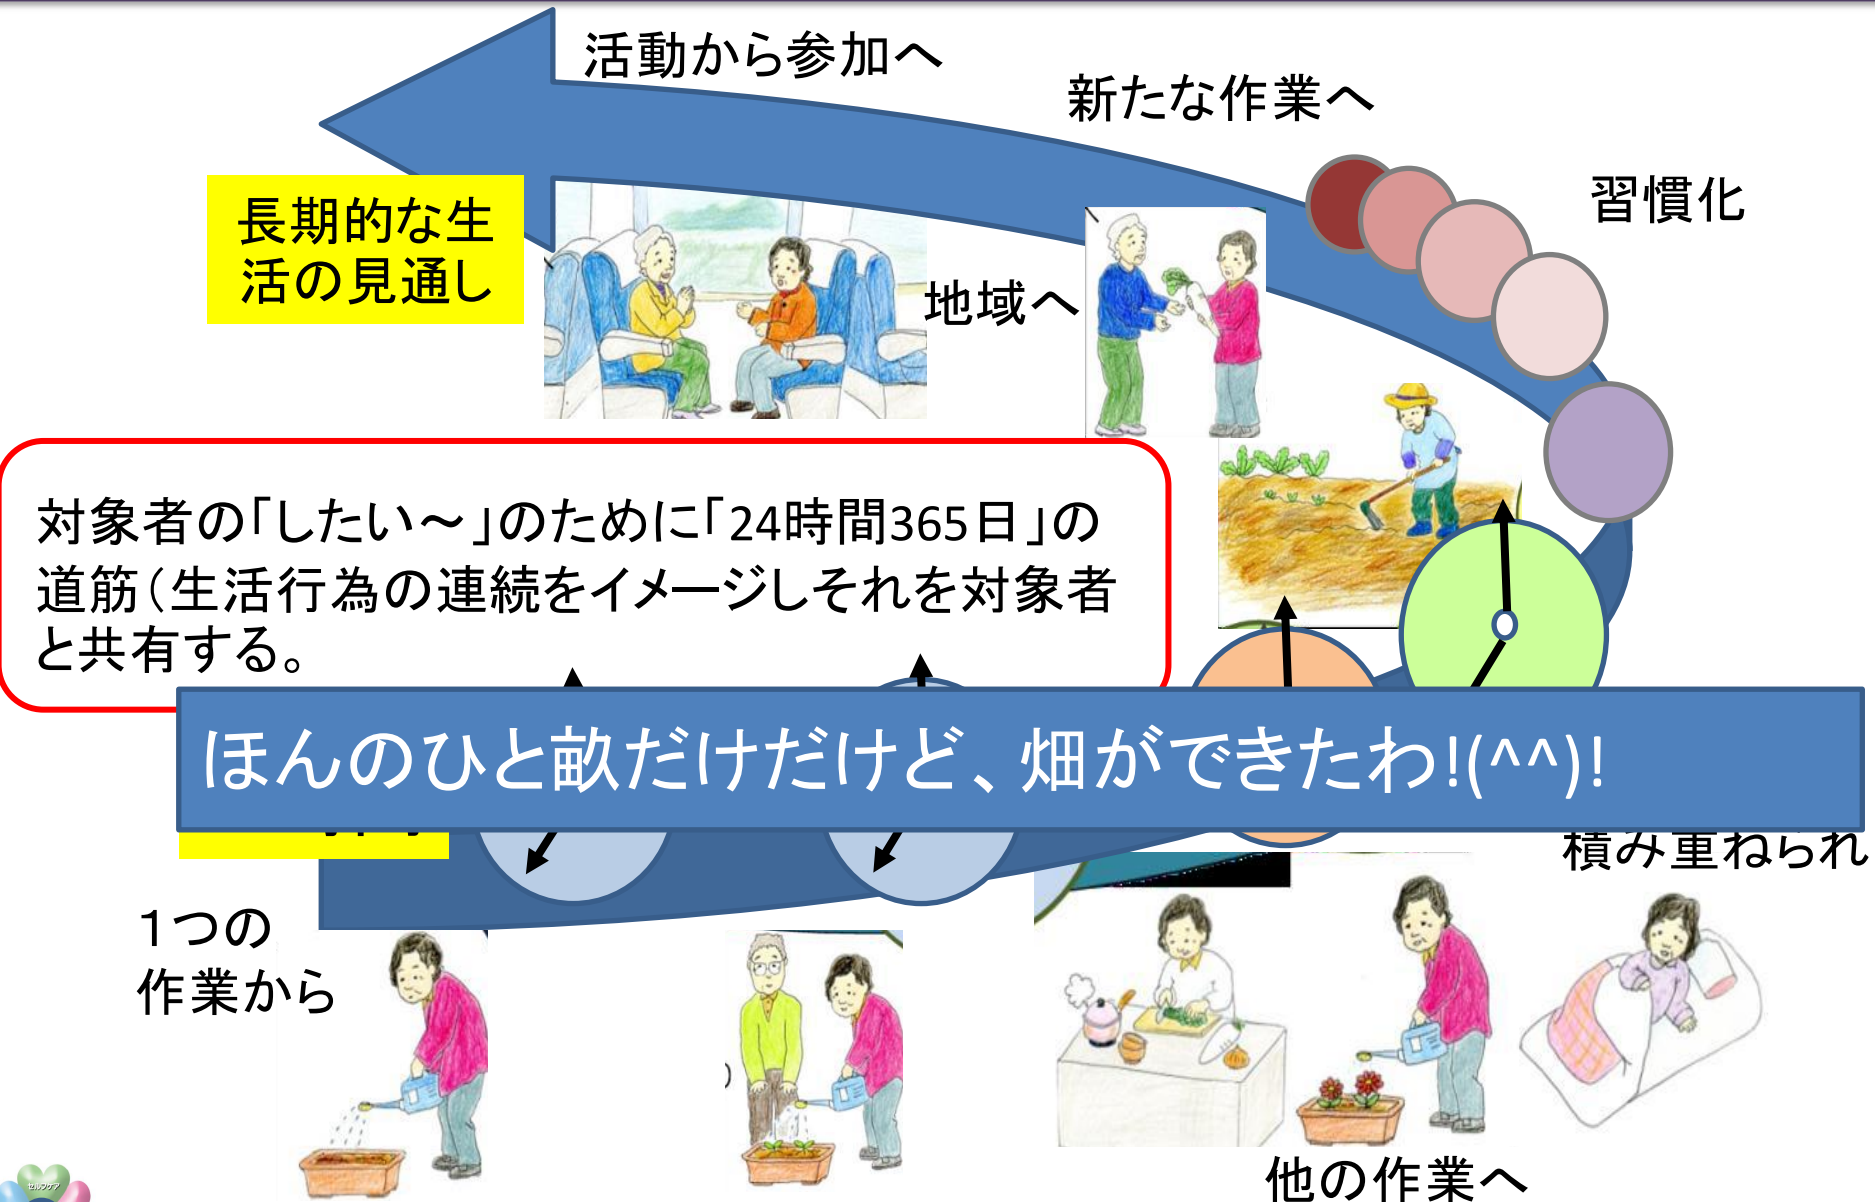 活動から参加へ
新たな作業へ
習慣化
長期的な生
活の見通し
地域へ
対象者の「したい～」のために「24時間365日」の
道筋（生活行為の連続をイメージしそれを対象者
と共有する。
ほんのひと畝だけだけど、畑ができたわ!(^^)!
積み重ねられ
1つの
作業から
他の作業へ
セルフケア